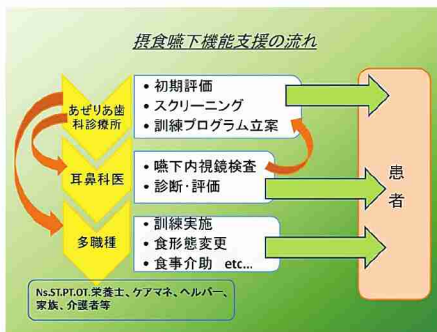 摂食嚥下機能支援の流れ
あぜりあ歯
科診療所
・初期評価
・スクリーニング
・訓練プログラム立案
耳鼻科医
・嚥下内視鏡検査
・診断・評価
多職種
・訓練実施
・食形態変更
・食事介助 etc...
患者
Ns.ST.PT.OT.栄養士、ケアマネ、ヘルパー、
家族、介護者等